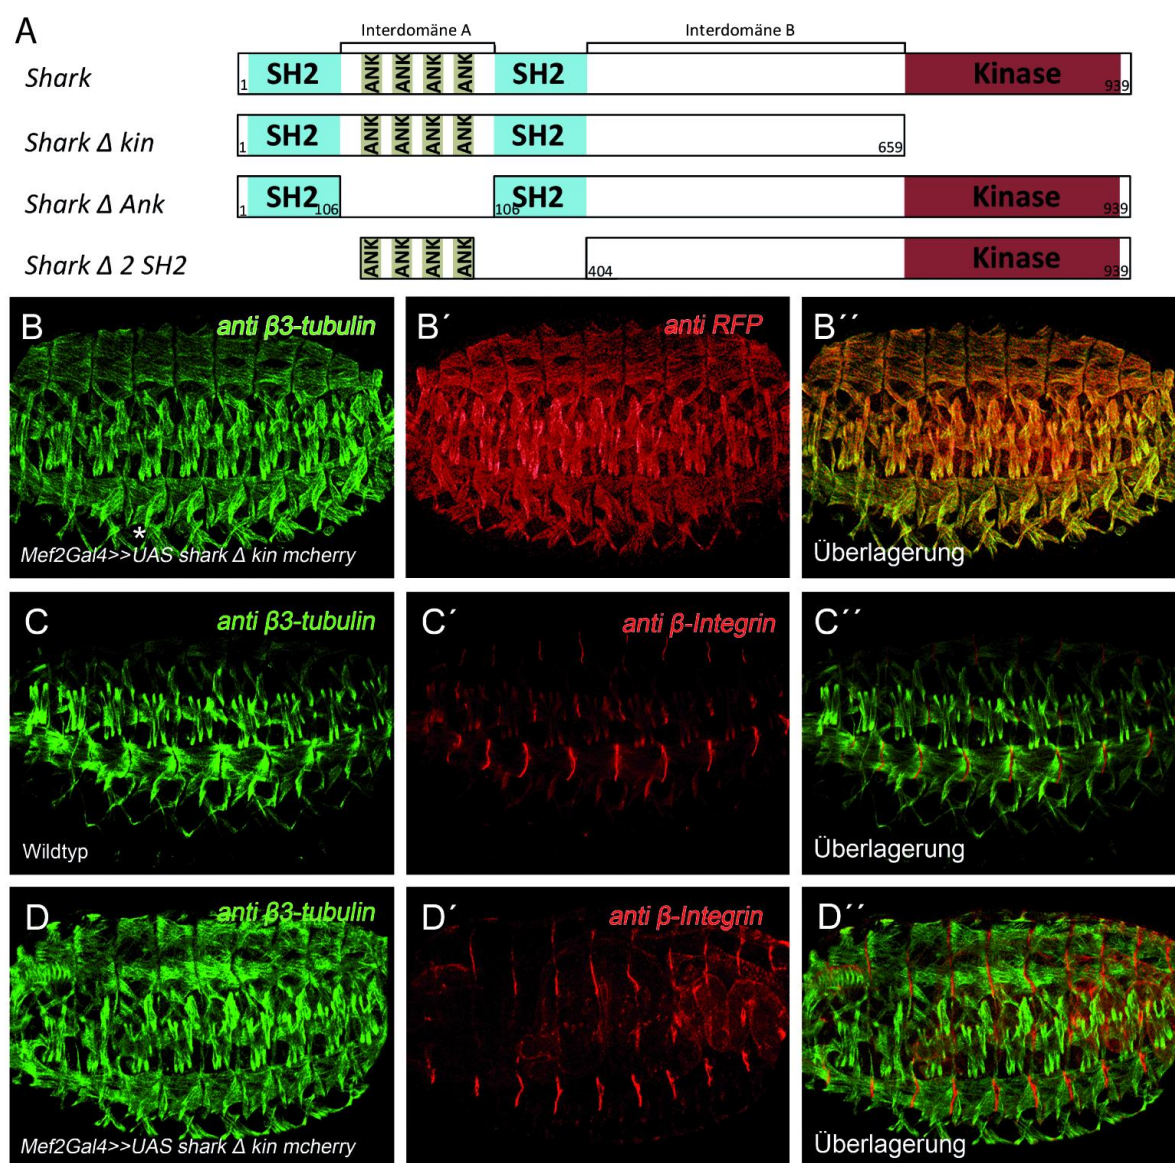 A
Interdomäne A
Interdomäne B
Shark
1
SH2
ANK
ANK
ANK
ANK
SH2
Kinase
939
Shark Δ kin
1
SH2
ANK
ANK
ANK
ANK
SH2
659
Shark Δ Ank
1
SH2
106
106
SH2
Kinase
939
Shark Δ 2 SH2
ANK
ANK
ANK
ANK
404
Kinase
939
B
anti β3-tubulin
*
Mef2Gal4>>UAS shark Δ kin mcherry
B´
anti RFP
B´´
Überlagerung
C
anti β3-tubulin
Wildtyp
C´
anti β-Integrin
C´´
Überlagerung
D
anti β3-tubulin
Mef2Gal4>>UAS shark Δ kin mcherry
D´
anti β-Integrin
D´´
Überlagerung